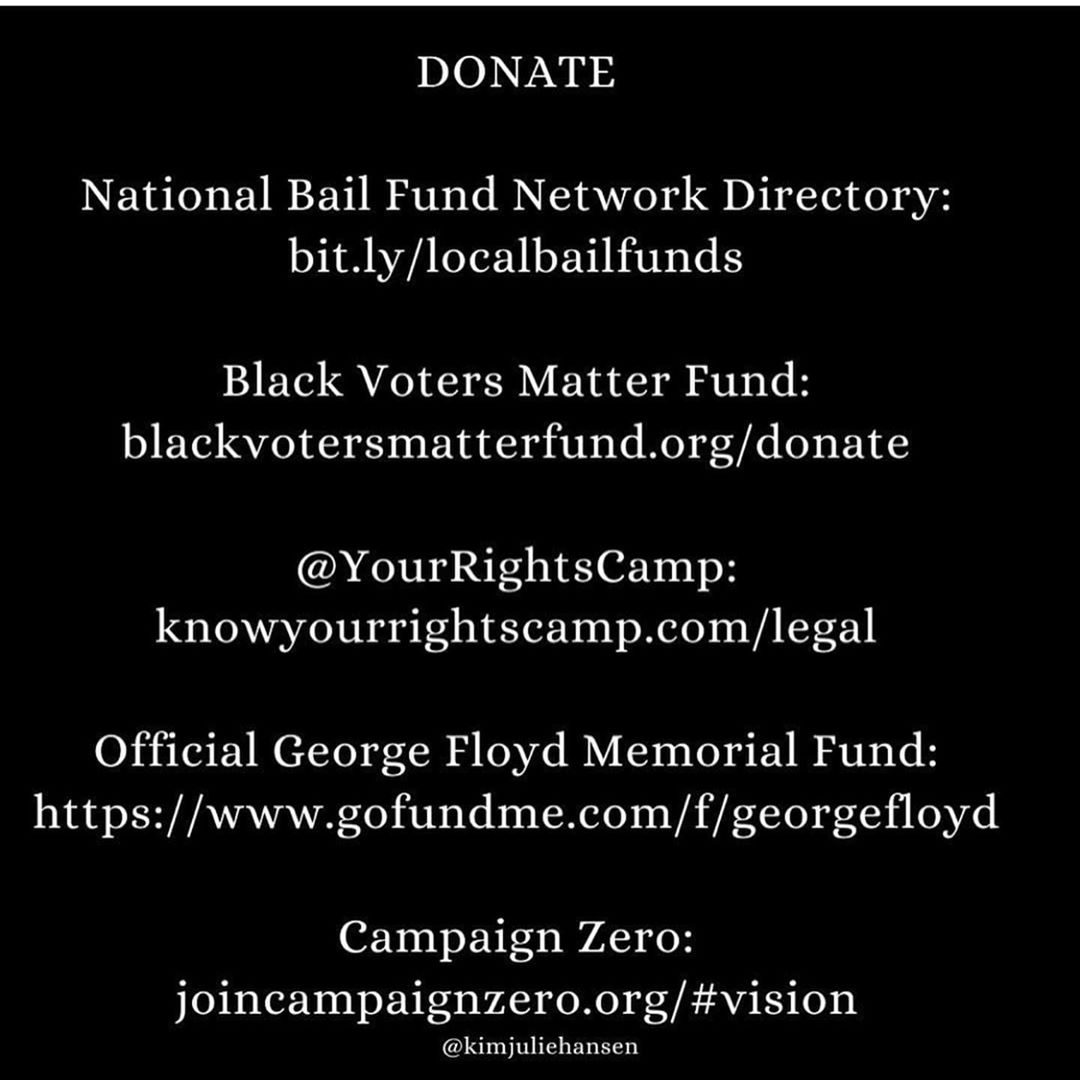 DONATE
National Bail Fund Network Directory:
bit.ly/localbailfunds
Black Voters Matter Fund:
blackvotersmatterfund.org/donate
@YourRightsCamp:
knowyourrightscamp.com/legal
Official George Floyd Memorial Fund:
https://www.gofundme.com/f/georgefloyd
Campaign Zero:
joincampaignzero.org/#vision
@kimjuliehansen